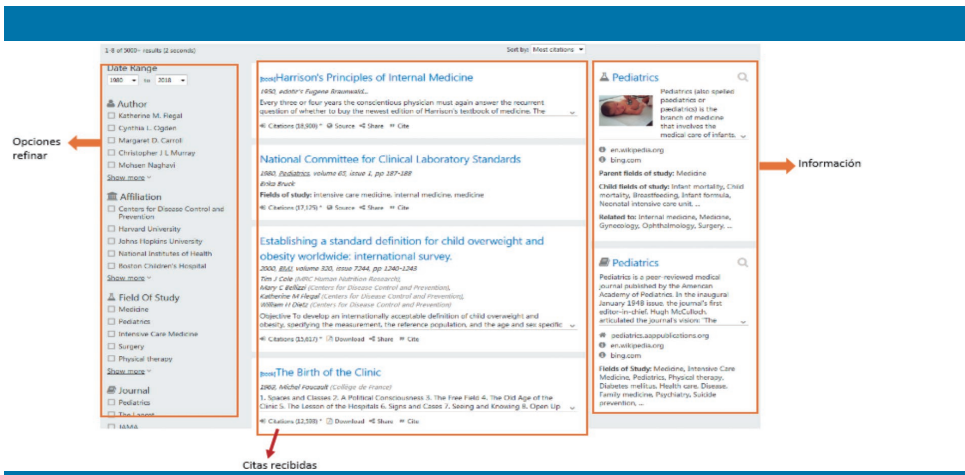 1-8 of 5000+ results (2 seconds)
Sort by: Most citations
Date Range
1980 to 2018
Author
Katherine M. Flegal
Cynthia L. Ogden
Margaret D. Carroll
Christopher J L Murray
Mohsen Naghavi
Show more
Affiliation
Centers for Disease Control and
Prevention
Harvard University
Johns Hopkins University
National Institutes of Health
Boston Children's Hospital
Show more
Field Of Study
Medicine
Pediatrics
Intensive Care Medicine
Surgery
Physical therapy
Show more
Journal
Pediatrics
The Lancet
JAMA
Opciones
refinar
[book]Harrison's Principles of Internal Medicine
1950, editor's Eugene Braunwald...
Every three or four years the conscientious physician must again answer the recurrent
question of whether to buy the newest edition of Harrison's textbook of medicine. The
Citations (18,908) * Source Share Cite
National Committee for Clinical Laboratory Standards
1980, Pediatrics, volume 65, issue 1, pp 187-188
Erika Bruck
Fields of study: intensive care medicine, internal medicine, medicine
Citations (17,125) * Source Share Cite
Establishing a standard definition for child overweight and
obesity worldwide: international survey.
2000, BMJ, volume 320, issue 7244, pp 1240-1243
Tim J Cole (MRC Human Nutrition Research),
Mary C Bellizzi (Centers for Disease Control and Prevention),
Katherine M Flegal (Centers for Disease Control and Prevention),
William H Dietz (Centers for Disease Control and Prevention)
Objective To develop an internationally acceptable definition of child overweight and
obesity, specifying the measurement, the reference population, and the age and sex specific
Citations (15,617) * Download Share Cite
[book]The Birth of the Clinic
1963, Michel Foucault (Collège de France)
1. Spaces and Classes 2. A Political Consciousness 3. The Free Field 4. The Old Age of the
Clinic 5. The Lesson of the Hospitals 6. Signs and Cases 7. Seeing and Knowing 8. Open Up
Citations (12,538) * Download Share Cite
Citas recibidas
Pediatrics
Pediatrics (also spelled
paediatrics or
pædiatrics) is the
branch of medicine
that involves the
medical care of infants,
en.wikipedia.org
bing.com
Parent fields of study: Medicine
Child fields of study: Infant mortality, Child
mortality, Breastfeeding, Infant formula,
Neonatal intensive care unit, ...
Related to: Internal medicine, Medicine,
Gynecology, Ophthalmology, Surgery, ...
Pediatrics
Pediatrics is a peer-reviewed medical
journal published by the American
Academy of Pediatrics. In the inaugural
January 1948 issue, the journal's first
editor-in-chief, Hugh McCulloch,
articulated the journal's vision: "The
pediatrics.aappublications.org
en.wikipedia.org
bing.com
Fields of Study: Medicine, Intensive Care
Medicine, Pediatrics, Physical therapy,
Diabetes mellitus, Health care, Disease,
Family medicine, Psychiatry, Suicide
prevention, ...
Información